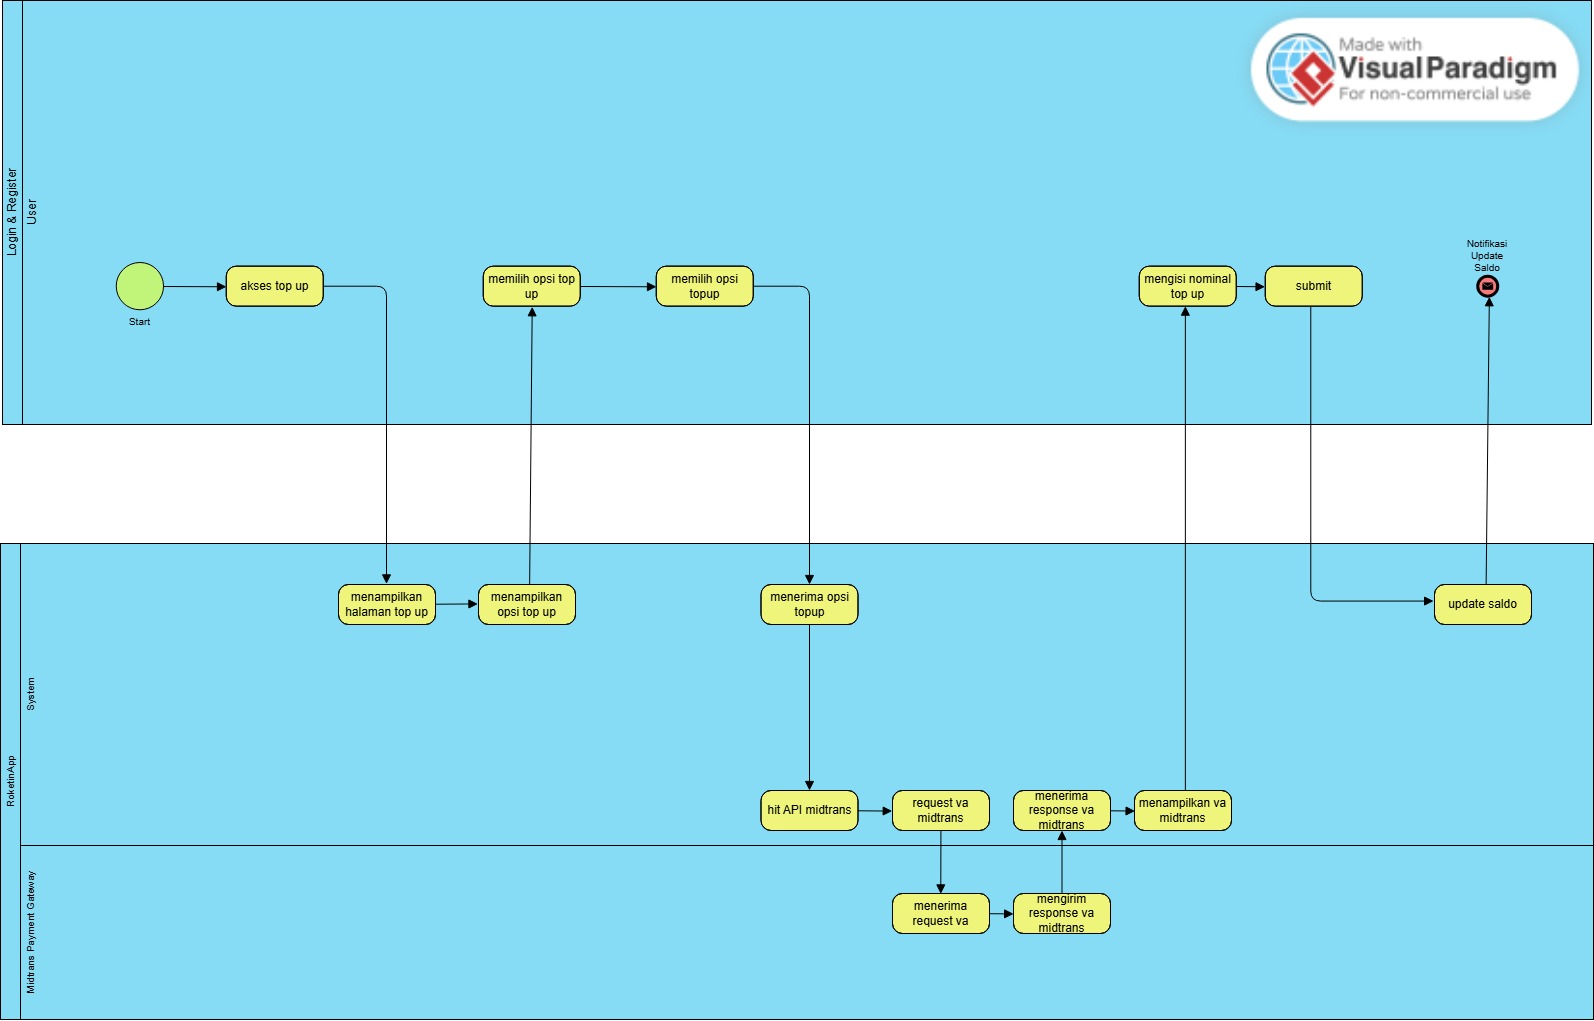 Made with
Visual Paradigm
For non-commercial use
Login & Register
User
Start
akses top up
memilih opsi top
up
memilih opsi
topup
mengisi nominal
top up
submit
Notifikasi
Update
Saldo
RoketinApp
System
menampilkan
halaman top up
menampilkan
opsi top up
menerima opsi
topup
update saldo
hit API midtrans
request va
midtrans
menerima
response va
midtrans
menampilkan va
midtrans
Midtrans Payment Gateway
menerima
request va
mengirim
response va
midtrans